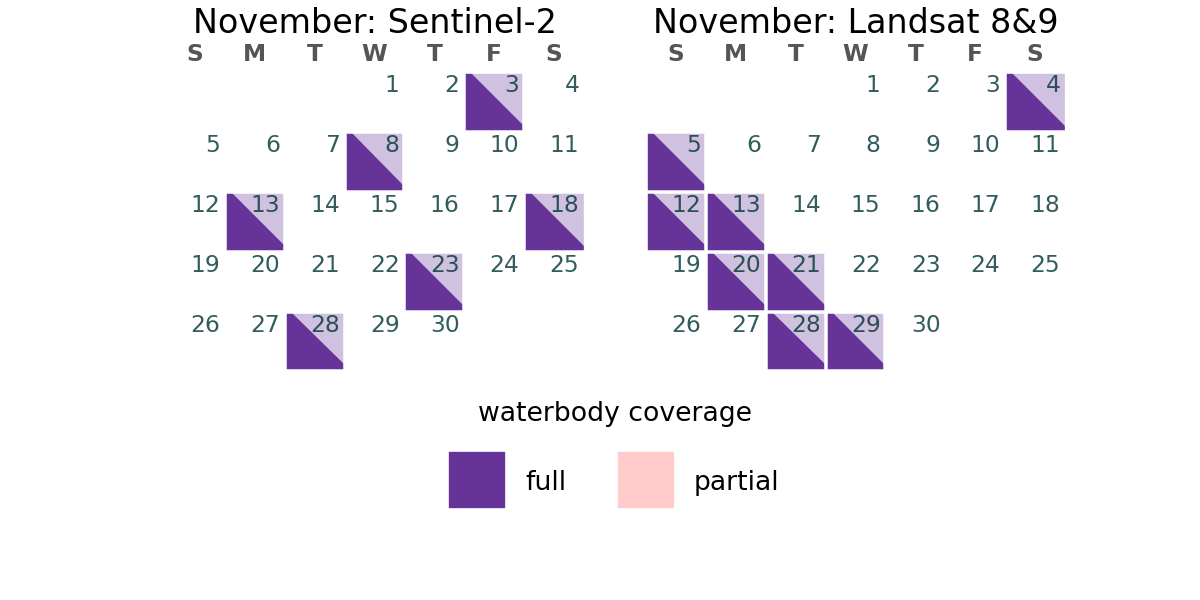 November: Sentinel-2
S M T W T F S
1 2 3 4
5 6 7 8 9 10 11
12 13 14 15 16 17 18
19 20 21 22 23 24 25
26 27 28 29 30
November: Landsat 8&9
S M T W T F S
1 2 3 4
5 6 7 8 9 10 11
12 13 14 15 16 17 18
19 20 21 22 23 24 25
26 27 28 29 30
waterbody coverage
full partial